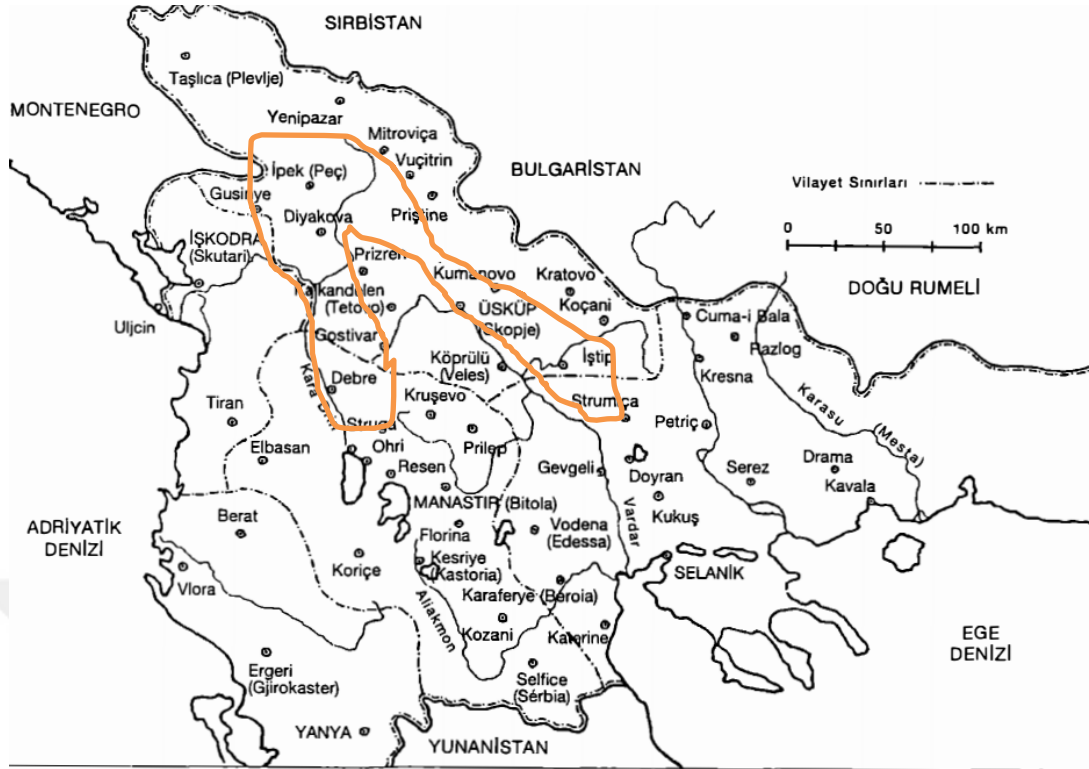 SIRBİSTAN
Taşlıca (Plevlje)
MONTENEGRO
Yenipazar
Mitroviça
Vuçitrin
BULGARİSTAN
İpek (Peç)
Vilayet Sınırları
Gusinye
Priştine
Diyakova
0 50 100 km
İŞKODRA
(Skutari)
Prizren
Kumanovo
Kratovo
DOĞU RUMELİ
Kalkandelen
(Tetovo)
ÜSKÜP
(Skopje)
Koçani
Uljcin
Cuma-i Bala
Razlog
Gostivar
Köprülü
(Veles)
İştip
Kresna
Debre
Kara
Kruşevo
Strumiça
Karasu
(Mesta)
Tiran
Struga
Prilep
Petriç
Ohri
Elbasan
Resen
Gevgeli
Doyran
Serez
Drama
Kavala
MANASTIR (Bitola)
Kukuş
Vardar
ADRİYATİK
DENİZİ
Berat
Florina
Vodena
(Edessa)
Koriçe
Kesriye
(Kastoria)
SELANİK
Vlora
Karaferye (Beroia)
Aliakmon
Kozani
Katerine
EGE
DENİZİ
Ergeri
(Gjirokaster)
Selfice
(Sérbia)
YANYA
YUNANİSTAN